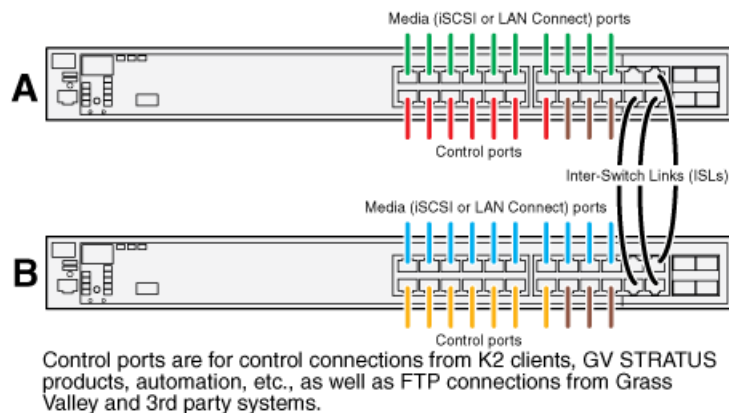 Media (iSCSI or LAN Connect) ports
A
Control ports
Inter-Switch Links (ISLs)
Media (iSCSI or LAN Connect) ports
B
Control ports
Control ports are for control connections from K2 clients, GV STRATUS
products, automation, etc., as well as FTP connections from Grass
Valley and 3rd party systems.